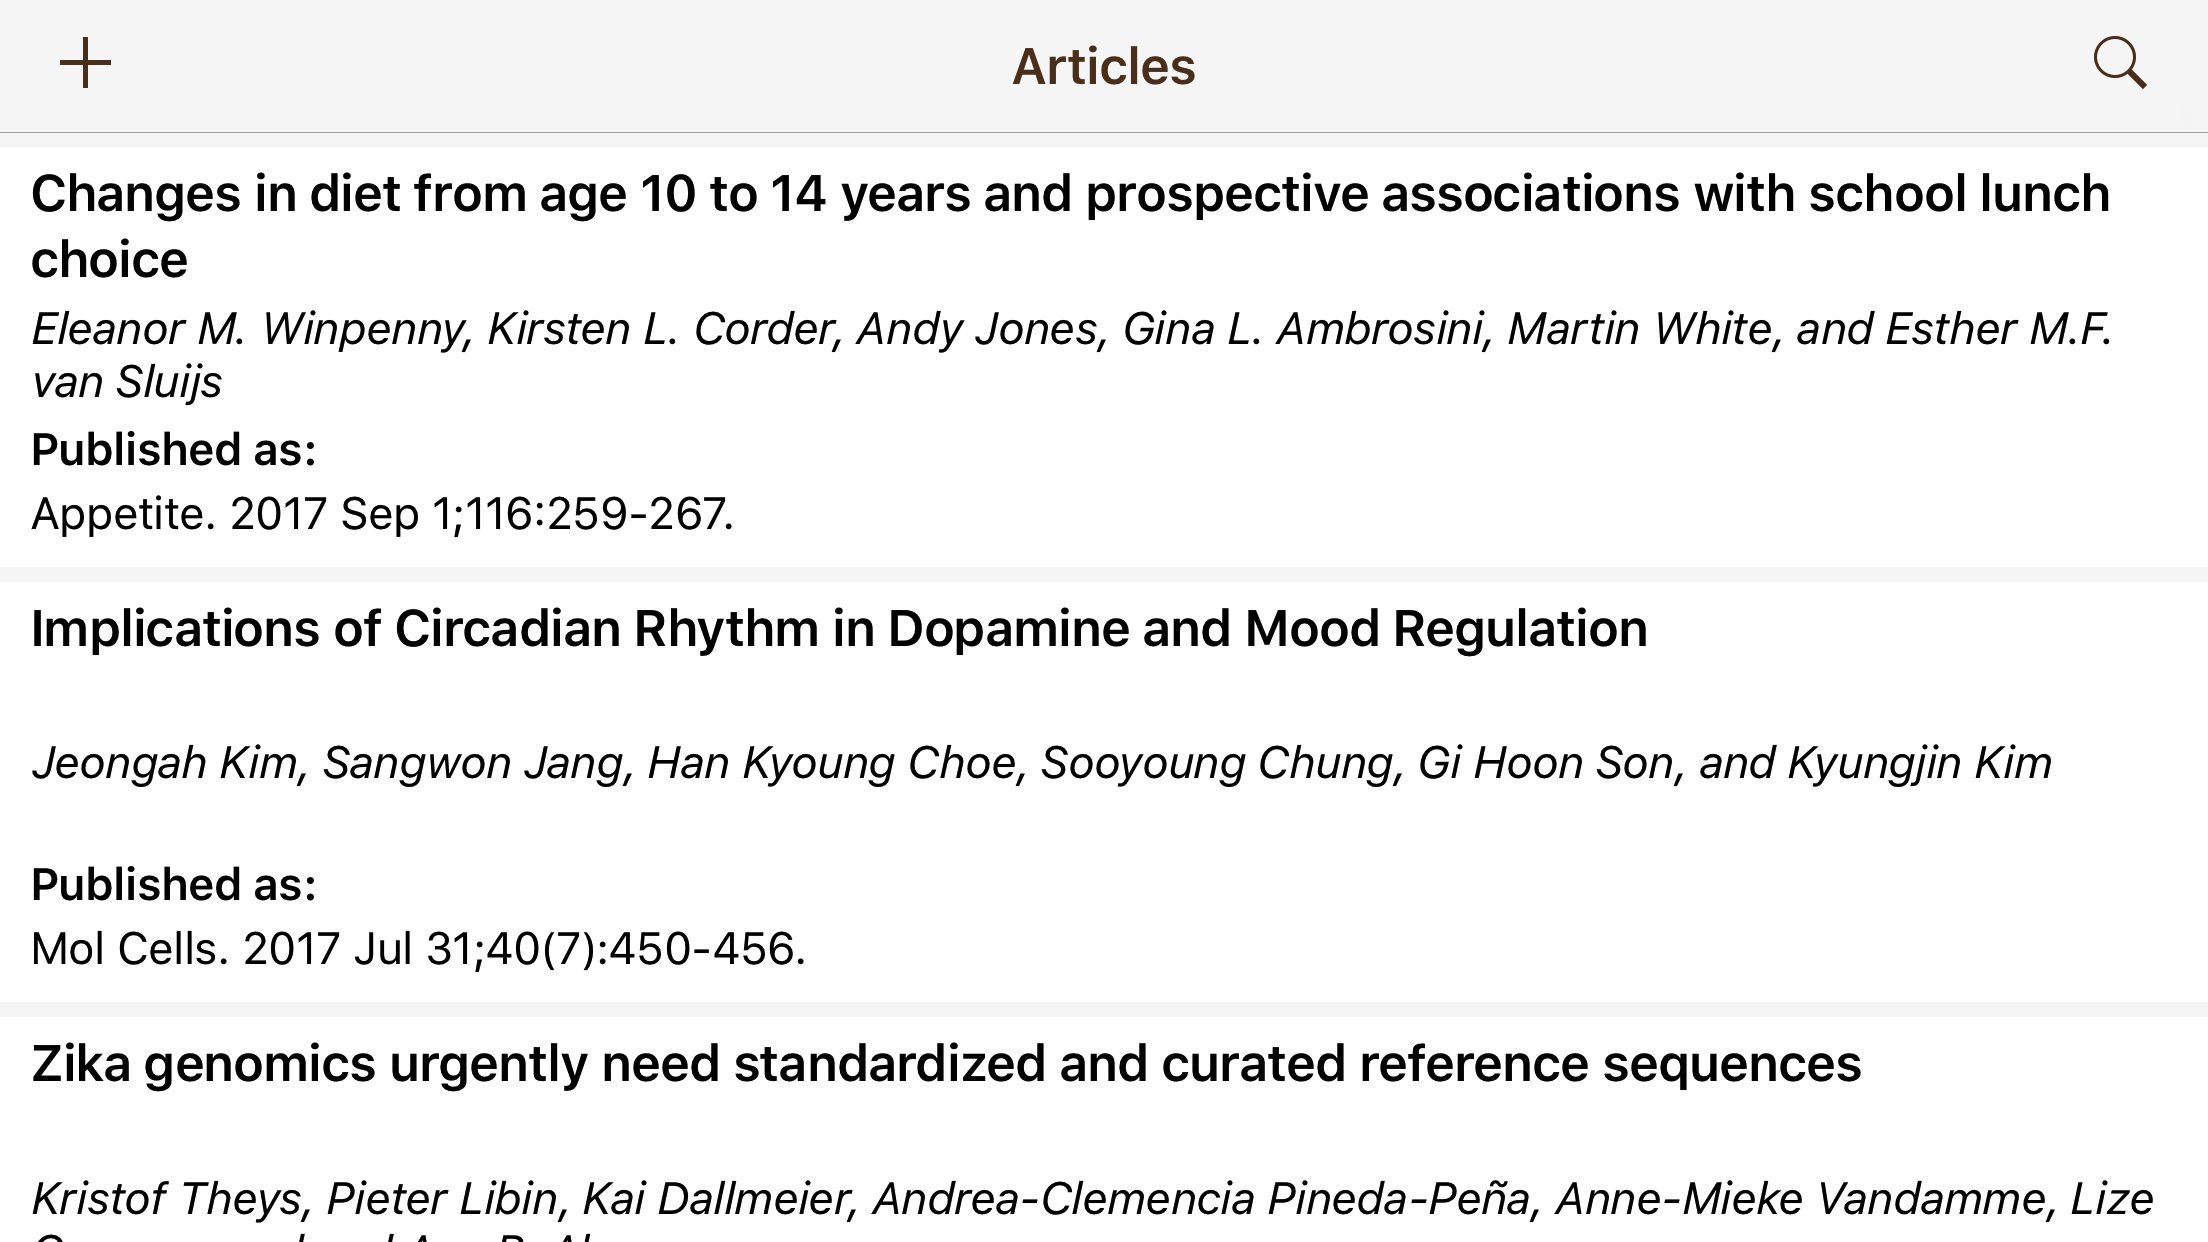 Articles
Changes in diet from age 10 to 14 years and prospective associations with school lunch
choice
Eleanor M. Winpenny, Kirsten L. Corder, Andy Jones, Gina L. Ambrosini, Martin White, and Esther M.F.
van Sluijs
Published as:
Appetite. 2017 Sep 1;116:259-267.
Implications of Circadian Rhythm in Dopamine and Mood Regulation
Jeongah Kim, Sangwon Jang, Han Kyoung Choe, Sooyoung Chung, Gi Hoon Son, and Kyungjin Kim
Published as:
Mol Cells. 2017 Jul 31;40(7):450-456.
Zika genomics urgently need standardized and curated reference sequences
Kristof Theys, Pieter Libin, Kai Dallmeier, Andrea-Clemencia Pineda-Peña, Anne-Mieke Vandamme, Lize